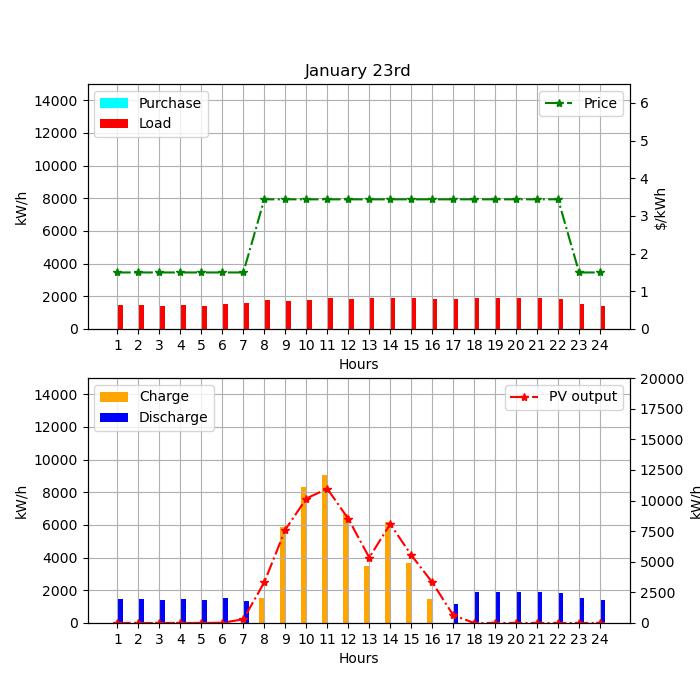 January 23rd
14000
12000
10000
8000
6000
4000
2000
0
kW/h
Purchase
Load
Price
6
5
4
3
2
1
0
$/kWh
1 2 3 4 5 6 7 8 9 10 11 12 13 14 15 16 17 18 19 20 21 22 23 24
Hours
14000
12000
10000
8000
6000
4000
2000
0
kW/h
Charge
Discharge
PV output
20000
17500
15000
12500
10000
7500
5000
2500
0
kW/h
1 2 3 4 5 6 7 8 9 10 11 12 13 14 15 16 17 18 19 20 21 22 23 24
Hours